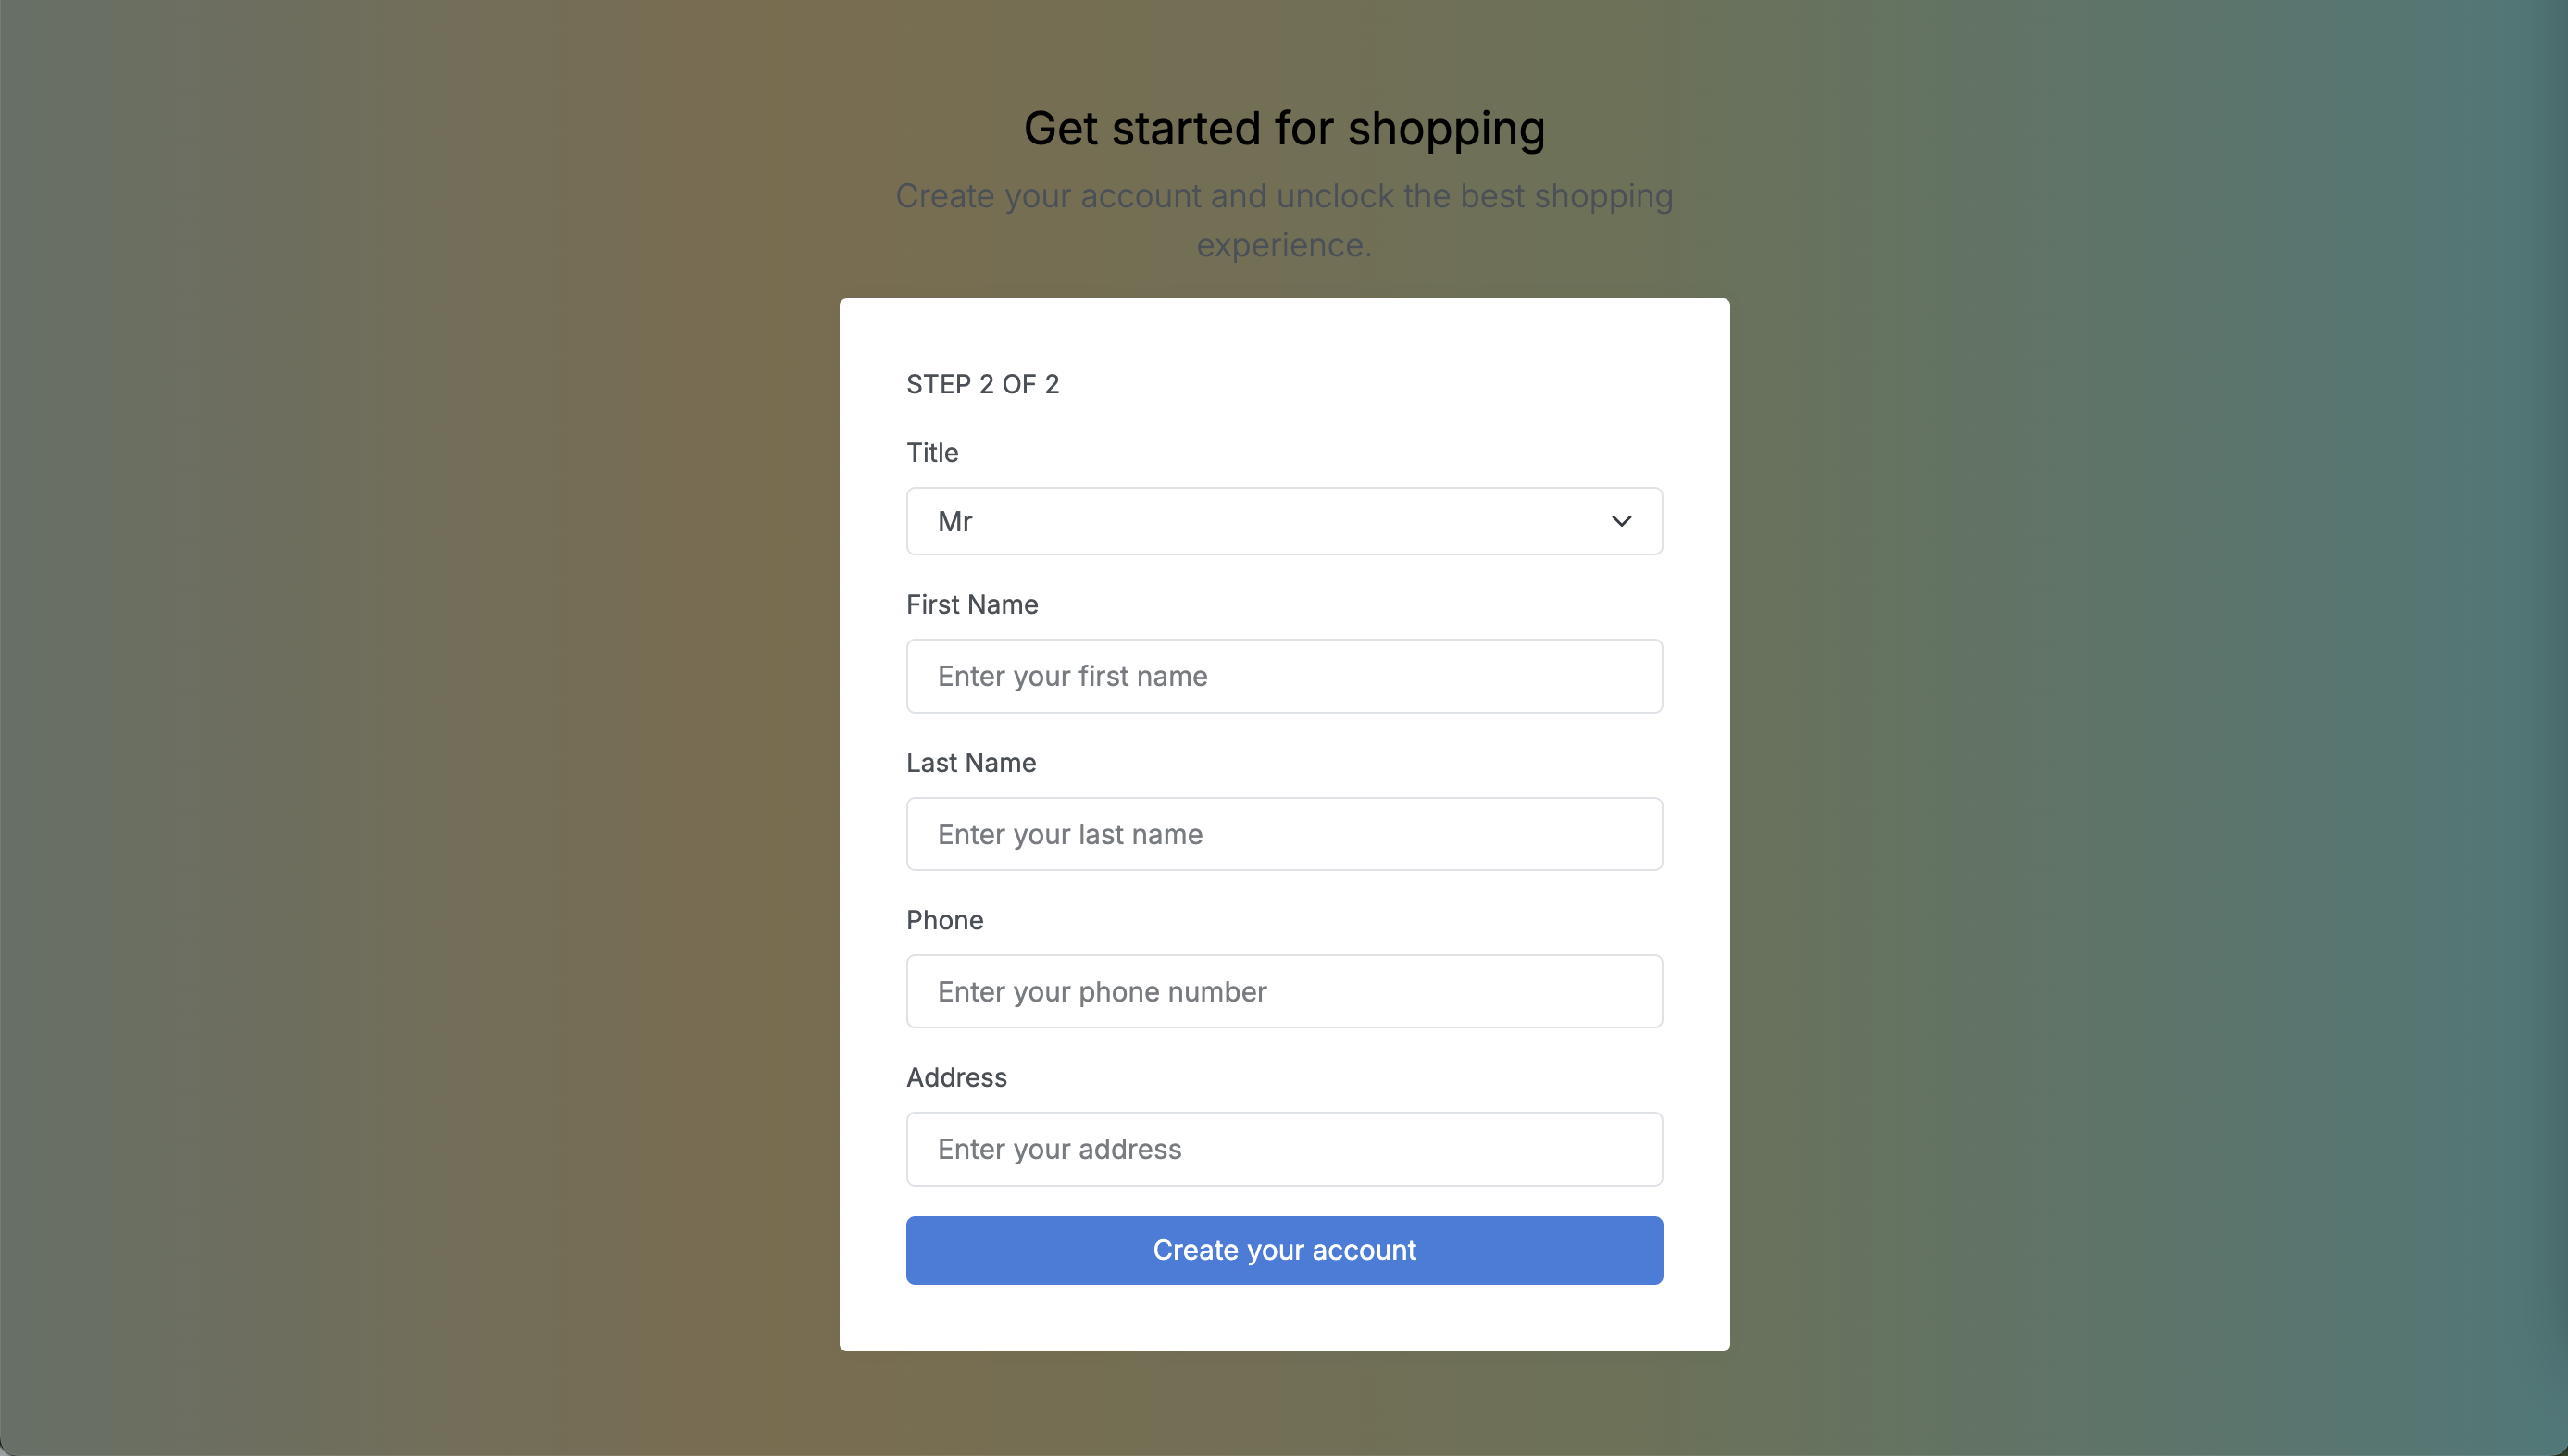 Get started for shopping
Create your account and unclock the best shopping
experience.
STEP 2 OF 2
Title
Mr
First Name
Enter your first name
Last Name
Enter your last name
Phone
Enter your phone number
Address
Enter your address
Create your account